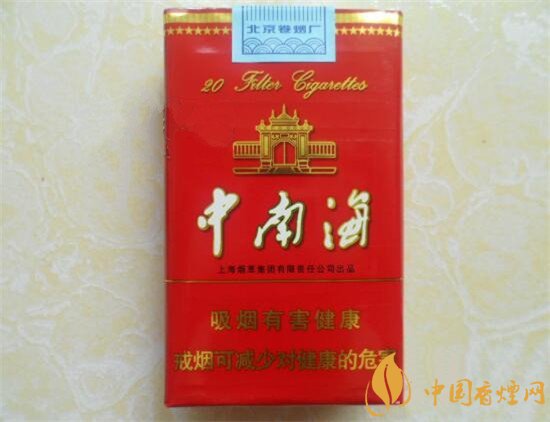 北京卷烟厂
20 Filter Cigarettes
中南海
上海烟草集团有限责任公司出品
吸烟有害健康
戒烟可减少对健康的危害
中国香煙网